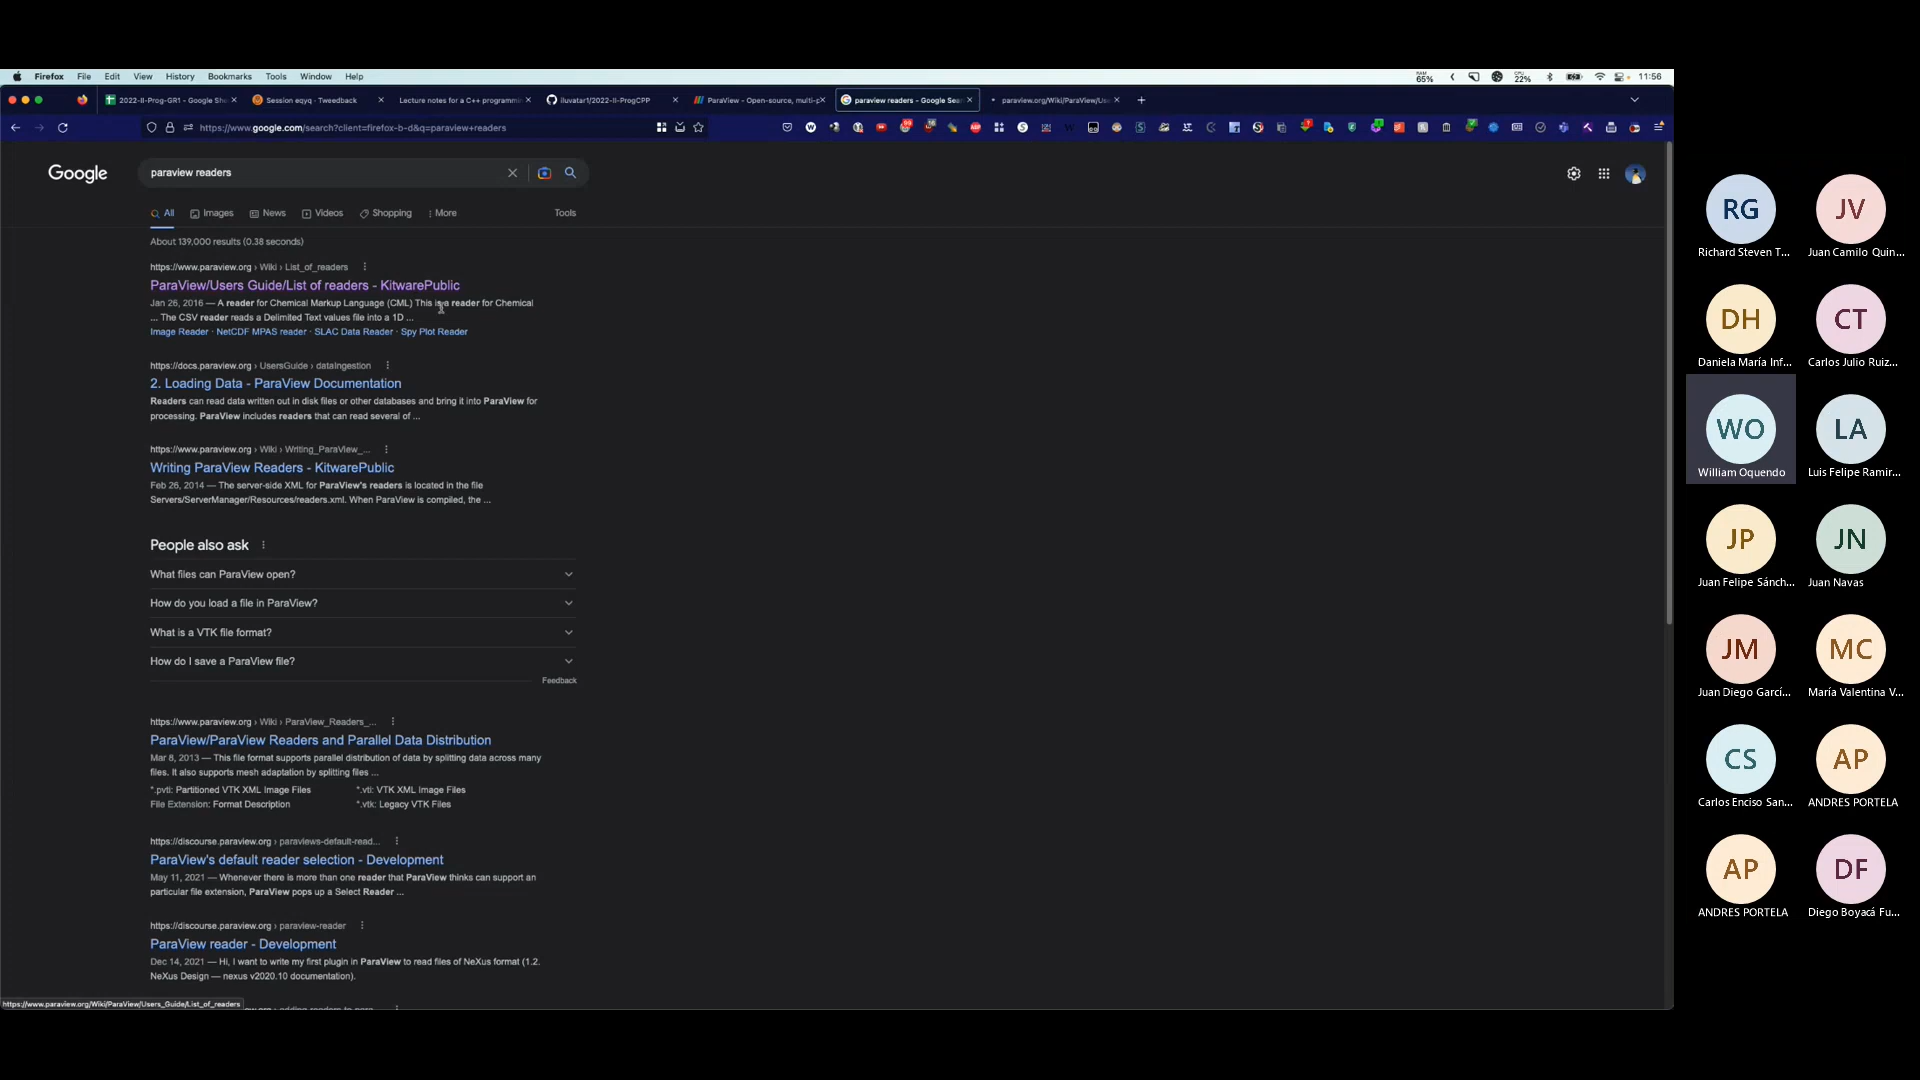 Firefox File Edit View History Bookmarks Tools Window Help
RAM 65%
CPU 22%
11:56
2022-II-Prog-GR1 - Google Sh
Session eqyq - Tweedback
Lecture notes for a C++ programmi
iluvatar1/2022-II-ProgCPP
ParaView - Open-source, multi-p
paraview readers - Google Sea
paraview.org/Wiki/ParaView/Us
https://www.google.com/search?client=firefox-b-d&q=paraview+readers
Google
paraview readers
All Images News Videos Shopping More Tools
About 139,000 results (0.38 seconds)
https://www.paraview.org › Wiki › List_of_readers
ParaView/Users Guide/List of readers - KitwarePublic
Jan 26, 2016 — A reader for Chemical Markup Language (CML) This is a reader for Chemical
... The CSV reader reads a Delimited Text values file into a 1D ...
Image Reader · NetCDF MPAS reader · SLAC Data Reader · Spy Plot Reader
https://docs.paraview.org › UsersGuide › dataIngestion
2. Loading Data - ParaView Documentation
Readers can read data written out in disk files or other databases and bring it into ParaView for
processing. ParaView includes readers that can read several of ...
https://www.paraview.org › Wiki › Writing_ParaView_...
Writing ParaView Readers - KitwarePublic
Feb 26, 2014 — The server-side XML for ParaView's readers is located in the file
Servers/ServerManager/Resources/readers.xml. When ParaView is compiled, the ...
People also ask
What files can ParaView open?
How do you load a file in ParaView?
What is a VTK file format?
How do I save a ParaView file?
Feedback
https://www.paraview.org › Wiki › ParaView_Readers_...
ParaView/ParaView Readers and Parallel Data Distribution
Mar 8, 2013 — This file format supports parallel distribution of data by splitting data across many
files. It also supports mesh adaptation by splitting files ...
*.pvti: Partitioned VTK XML Image Files *.vti: VTK XML Image Files
File Extension: Format Description *.vtk: Legacy VTK Files
https://discourse.paraview.org › paraviews-default-read...
ParaView's default reader selection - Development
May 11, 2021 — Whenever there is more than one reader that ParaView thinks can support an
particular file extension, ParaView pops up a Select Reader ...
https://discourse.paraview.org › paraview-reader
ParaView reader - Development
Dec 14, 2021 — Hi, I want to write my first plugin in ParaView to read files of NeXus format (1.2.
NeXus Design — nexus v2020.10 documentation).
https://www.paraview.org/Wiki/ParaView/Users_Guide/List_of_readers
RG JV
Richard Steven T... Juan Camilo Quin...
DH CT
Daniela María Inf... Carlos Julio Ruiz...
WO LA
William Oquendo Luis Felipe Ramir...
JP JN
Juan Felipe Sánch... Juan Navas
JM MC
Juan Diego Garcí... María Valentina V...
CS AP
Carlos Enciso San... ANDRES PORTELA
AP DF
ANDRES PORTELA Diego Boyacá Fu...